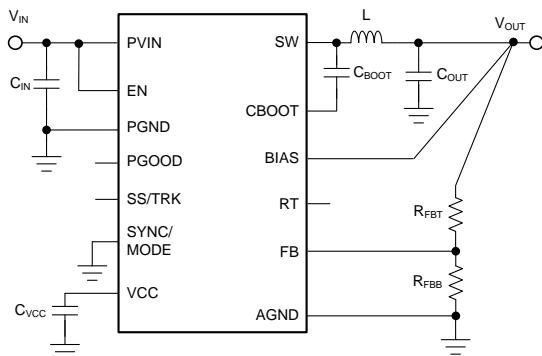 VIN
PVIN
SW
L
VOUT
CIN
EN
CBOOT
COUT
CBOOT
PGND
PGOOD
BIAS
SS/TRK
RT
RFBT
SYNC/
MODE
FB
VCC
RFBB
CVCC
AGND